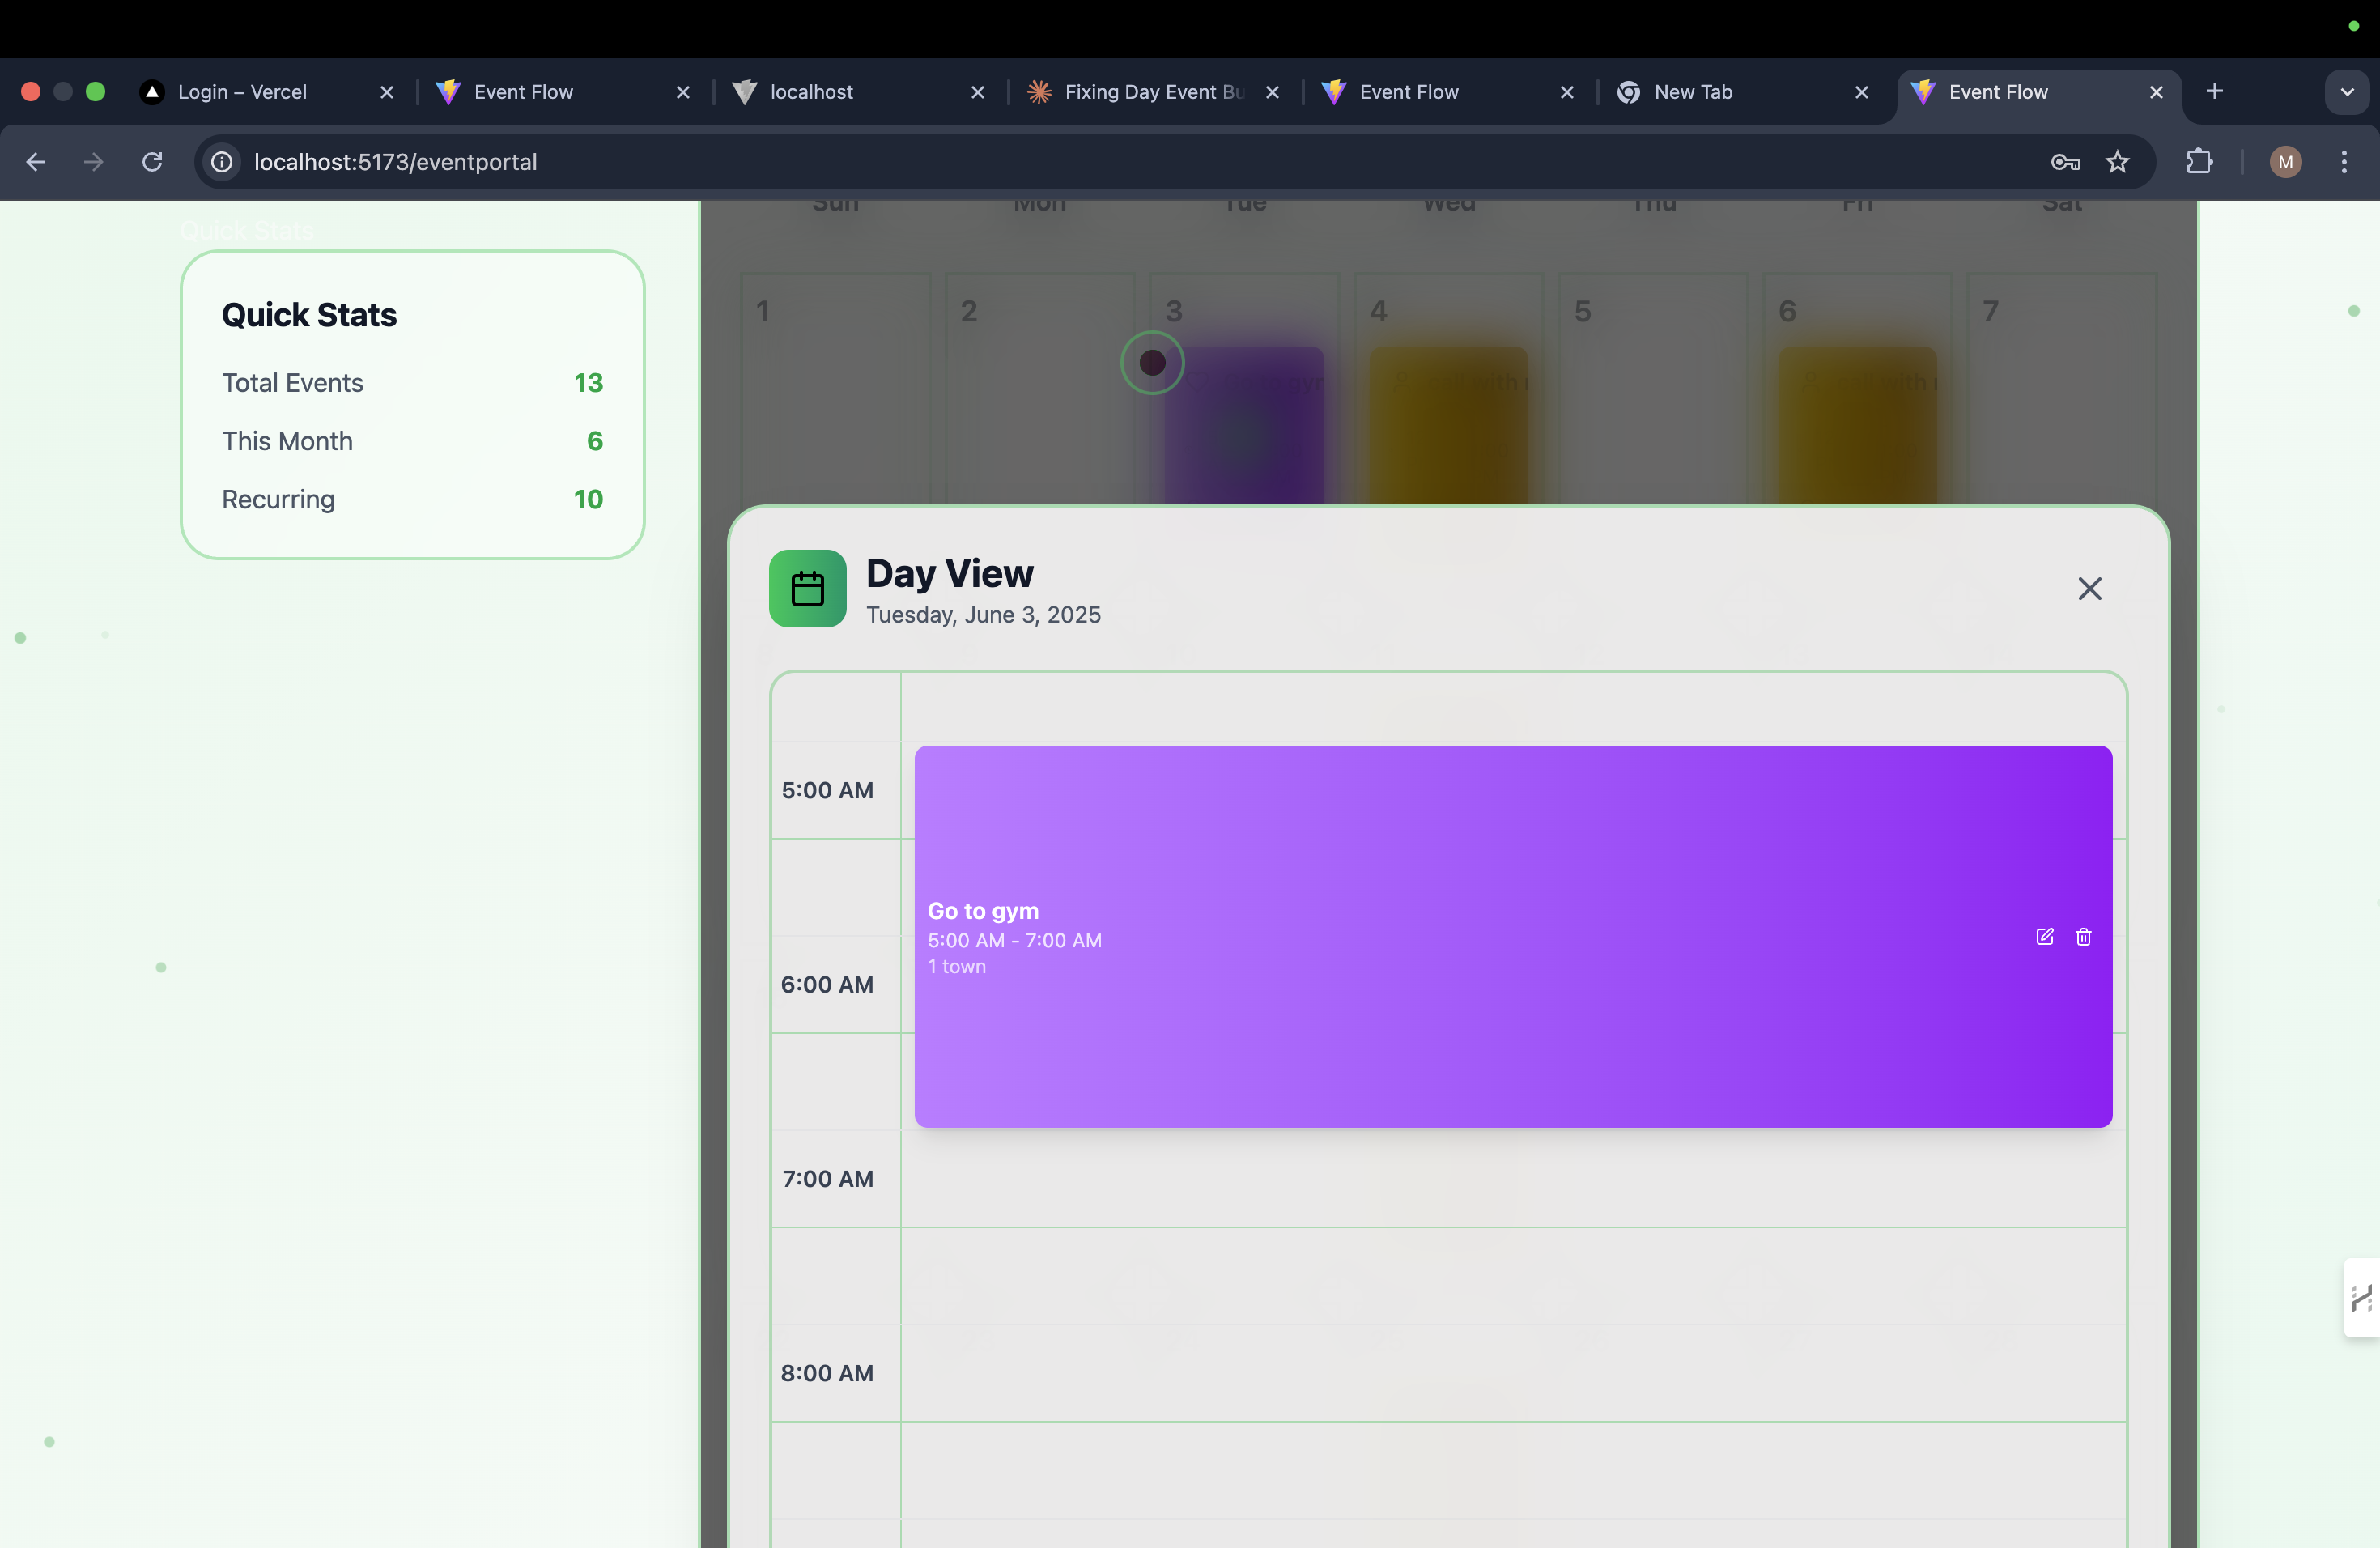 Login – Vercel
Event Flow
localhost
Fixing Day Event Bu
Event Flow
New Tab
Event Flow
localhost:5173/eventportal
M
Quick Stats
Quick Stats
Total Events 13
This Month 6
Recurring 10
Sun Mon Tue Wed Thu Fri Sat
1 2 3 4 5 6 7
Day View
Tuesday, June 3, 2025
5:00 AM
Go to gym
5:00 AM - 7:00 AM
1 town
6:00 AM
7:00 AM
8:00 AM